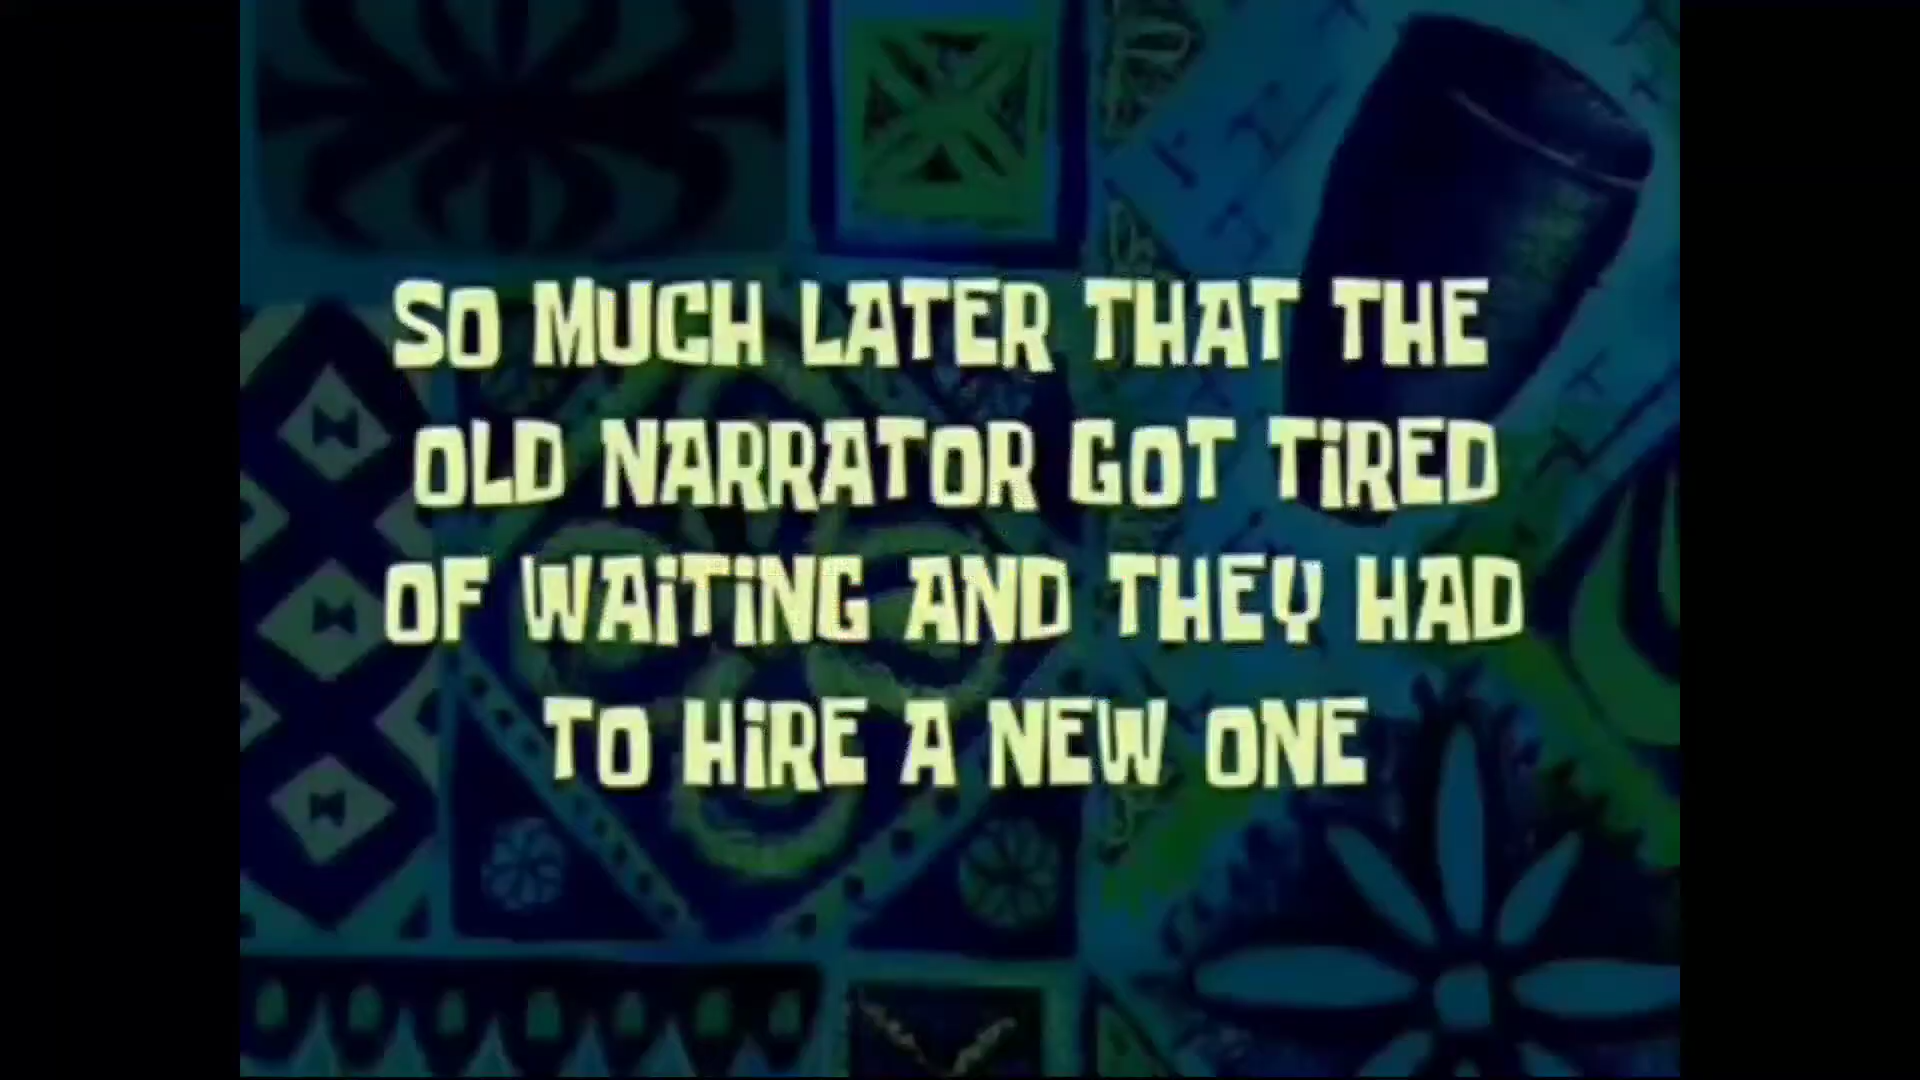 SO MUCH LATER THAT THE
OLD NARRATOR GOT TiRED
OF WAiTiNG AND THEY HAD
TO HiRE A NEW ONE